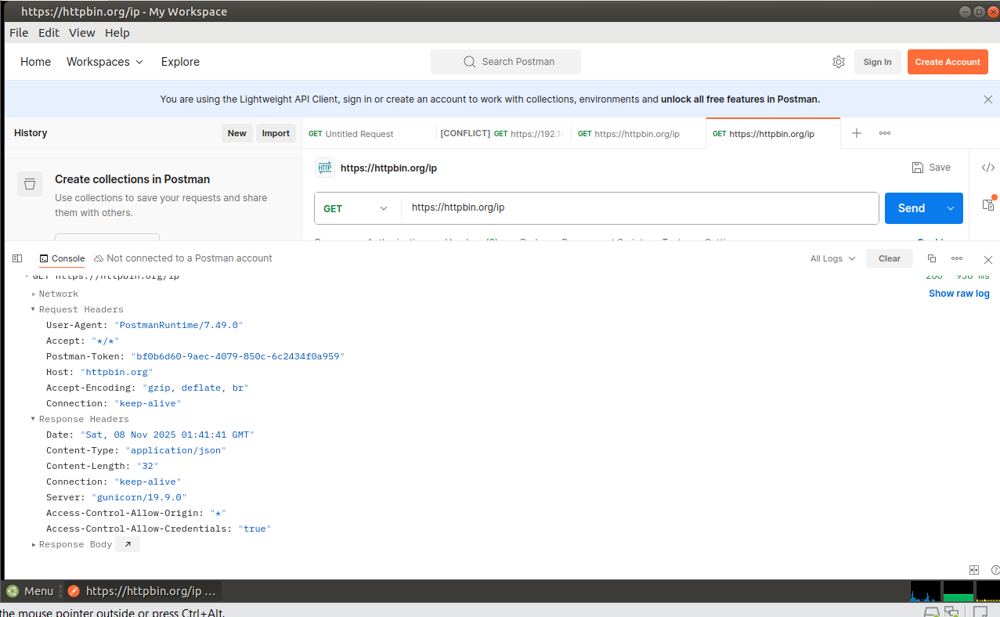 https://httpbin.org/ip - My Workspace
File Edit View Help
Home Workspaces Explore
Search Postman
Sign In
Create Account
You are using the Lightweight API Client, sign in or create an account to work with collections, environments and unlock all free features in Postman.
History
New
Import
GET Untitled Request
[CONFLICT] GET https://192.1
GET https://httpbin.org/ip
GET https://httpbin.org/ip
HTTP https://httpbin.org/ip
Save
Create collections in Postman
Use collections to save your requests and share
them with others.
GET https://httpbin.org/ip
Send
Console
Not connected to a Postman account
All Logs
Clear
GET https://httpbin.org/ip
200 956 ms
Network
Show raw log
Request Headers
User-Agent: "PostmanRuntime/7.49.0"
Accept: "*/*"
Postman-Token: "bf0b6d60-9aec-4079-850c-6c2434f0a959"
Host: "httpbin.org"
Accept-Encoding: "gzip, deflate, br"
Connection: "keep-alive"
Response Headers
Date: "Sat, 08 Nov 2025 01:41:41 GMT"
Content-Type: "application/json"
Content-Length: "32"
Connection: "keep-alive"
Server: "gunicorn/19.9.0"
Access-Control-Allow-Origin: "*"
Access-Control-Allow-Credentials: "true"
Response Body
Menu
https://httpbin.org/ip ...
the mouse pointer outside or press Ctrl+Alt.